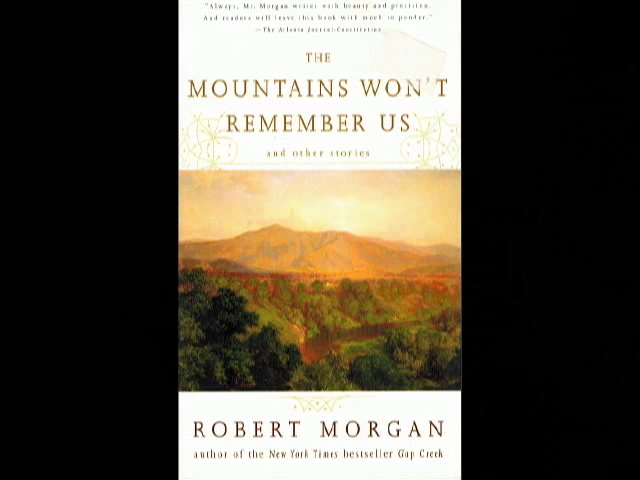 "Always, Mr. Morgan writes with beauty and precision.
And readers will leave this book with much to ponder."
—The Atlanta Journal-Constitution
THE
MOUNTAINS WON'T
REMEMBER US
and other stories
ROBERT MORGAN
author of the New York Times bestseller Gap Creek